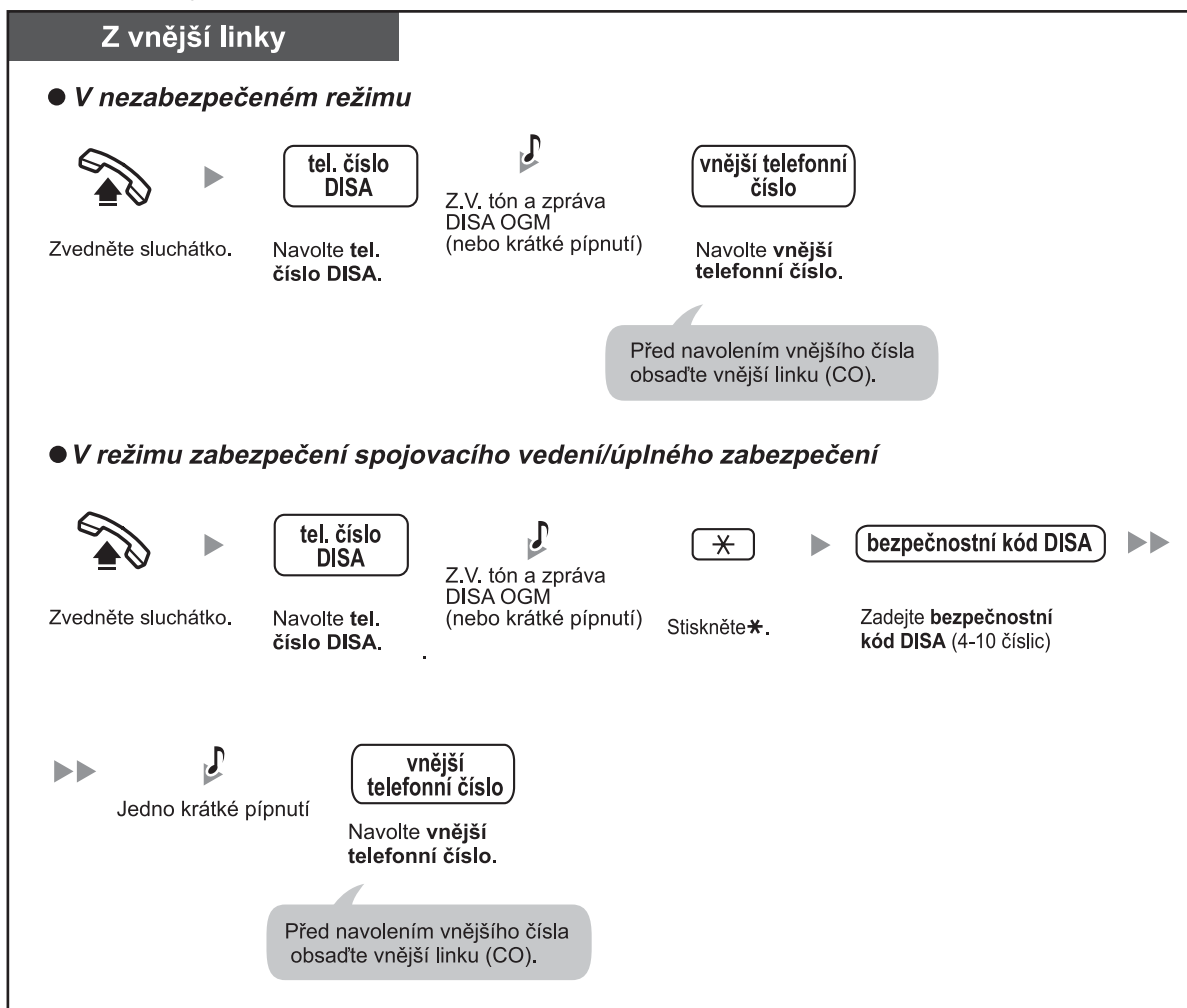 Z vnější linky
● V nezabezpečeném režimu
tel. číslo
DISA
vnější telefonní
číslo
Zvedněte sluchátko.
Navolte tel.
číslo DISA.
Z.V. tón a zpráva
DISA OGM
(nebo krátké pípnutí)
Navolte vnější
telefonní číslo.
Před navolením vnějšího čísla
obsaďte vnější linku (CO).
● V režimu zabezpečení spojovacího vedení/úplného zabezpečení
tel. číslo
DISA
bezpečnostní kód DISA
Zvedněte sluchátko.
Navolte tel.
číslo DISA.
.
Z.V. tón a zpráva
DISA OGM
(nebo krátké pípnutí)
Stiskněte✱.
Zadejte bezpečnostní
kód DISA (4-10 číslic)
Jedno krátké pípnutí
vnější
telefonní číslo
Navolte vnější
telefonní číslo.
Před navolením vnějšího čísla
obsaďte vnější linku (CO).